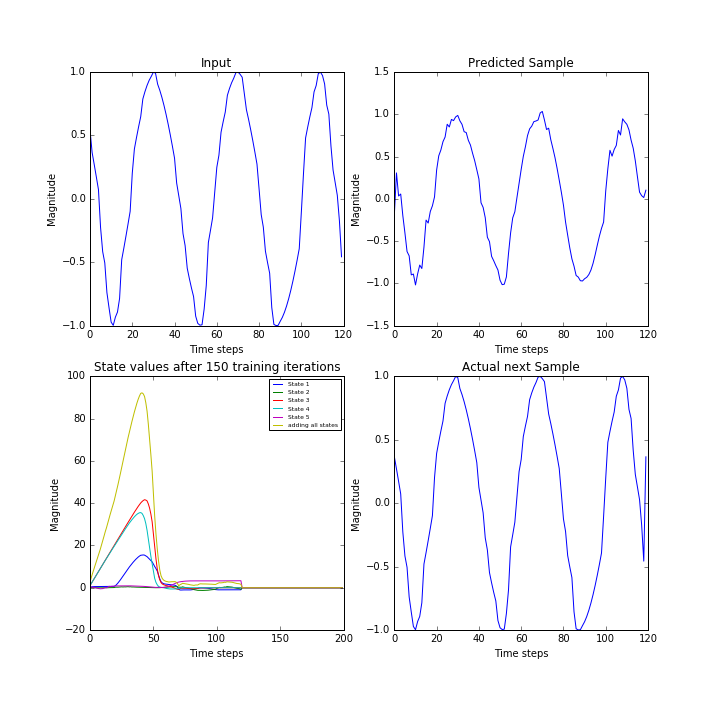 Input
1.0
0.5
0.0
−0.5
−1.0
Magnitude
0 20 40 60 80 100 120
Time steps
Predicted Sample
1.5
1.0
0.5
0.0
−0.5
−1.0
−1.5
Magnitude
0 20 40 60 80 100 120
Time steps
State values after 150 training iterations
100
80
60
40
20
0
−20
Magnitude
State 1
State 2
State 3
State 4
State 5
adding all states
0 50 100 150 200
Time steps
Actual next Sample
1.0
0.5
0.0
−0.5
−1.0
Magnitude
0 20 40 60 80 100 120
Time steps